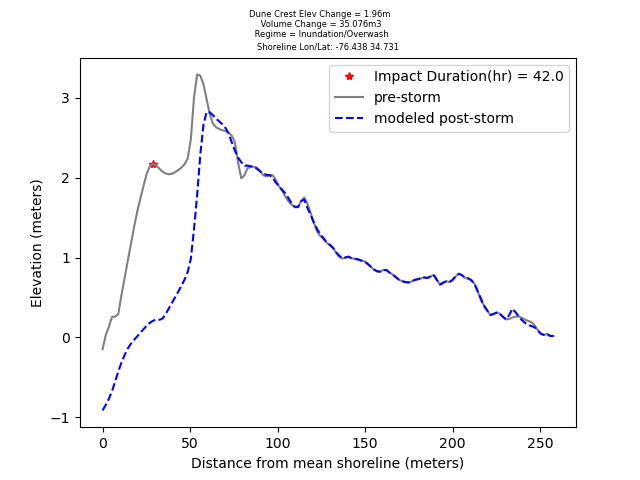 Dune Crest Elev Change = 1.96m
Volume Change = 35.076m3
Regime = Inundation/Overwash
Shoreline Lon/Lat: -76.438 34.731
Impact Duration(hr) = 42.0
pre-storm
modeled post-storm
Elevation (meters)
3
2
1
0
−1
0 50 100 150 200 250
Distance from mean shoreline (meters)